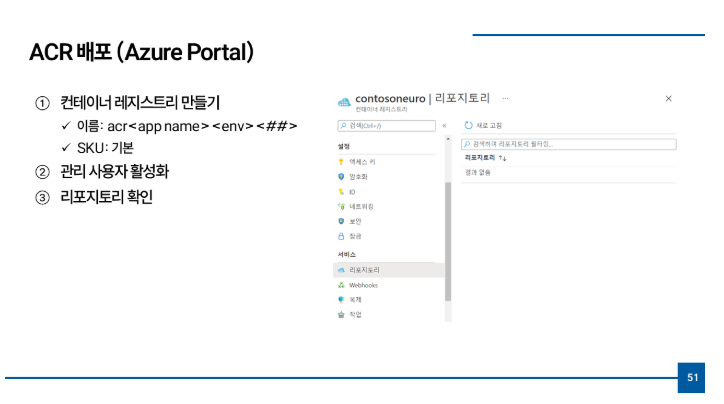 ACR 배포 (Azure Portal)
① 컨테이너 레지스트리 만들기
✓ 이름: acr<app name><env><##>
✓ SKU: 기본
② 관리 사용자 활성화
③ 리포지토리 확인
contosoneuro | 리포지토리 ...
컨테이너 레지스트리
검색(Ctrl+/)
새로 고침
검색하여 리포지토리 필터링...
리포지토리 ↑↓
결과 없음
설정
액세스 키
암호화
ID
네트워킹
보안
잠금
서비스
리포지토리
Webhooks
복제
작업
51